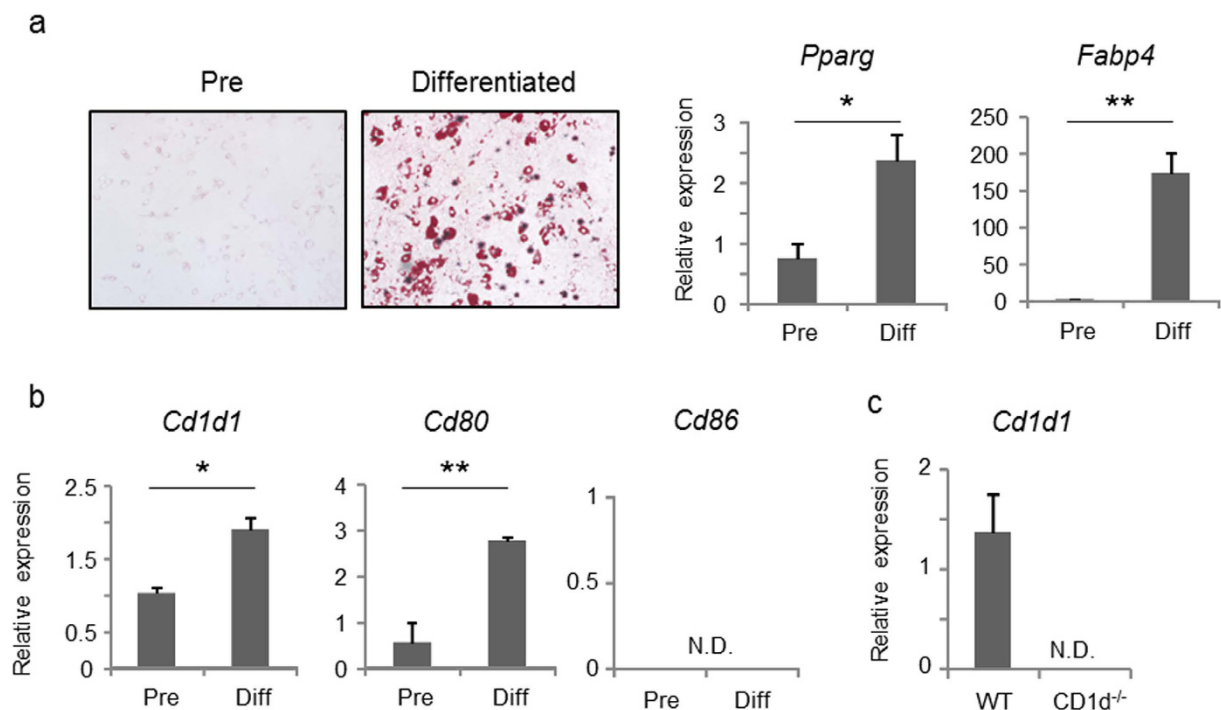 a
Pre
Differentiated
Pparg
*
Relative expression
3
2
1
0
Pre Diff
Fabp4
**
250
200
150
100
50
0
Pre Diff
b
Cd1d1
*
Relative expression
2.5
1.5
0.5
0
Pre Diff
Cd80
**
4
3
2
1
0
Pre Diff
Cd86
1
0.5
0
N.D.
Pre Diff
c
Cd1d1
Relative expression
2
1
0
N.D.
WT CD1d-/-